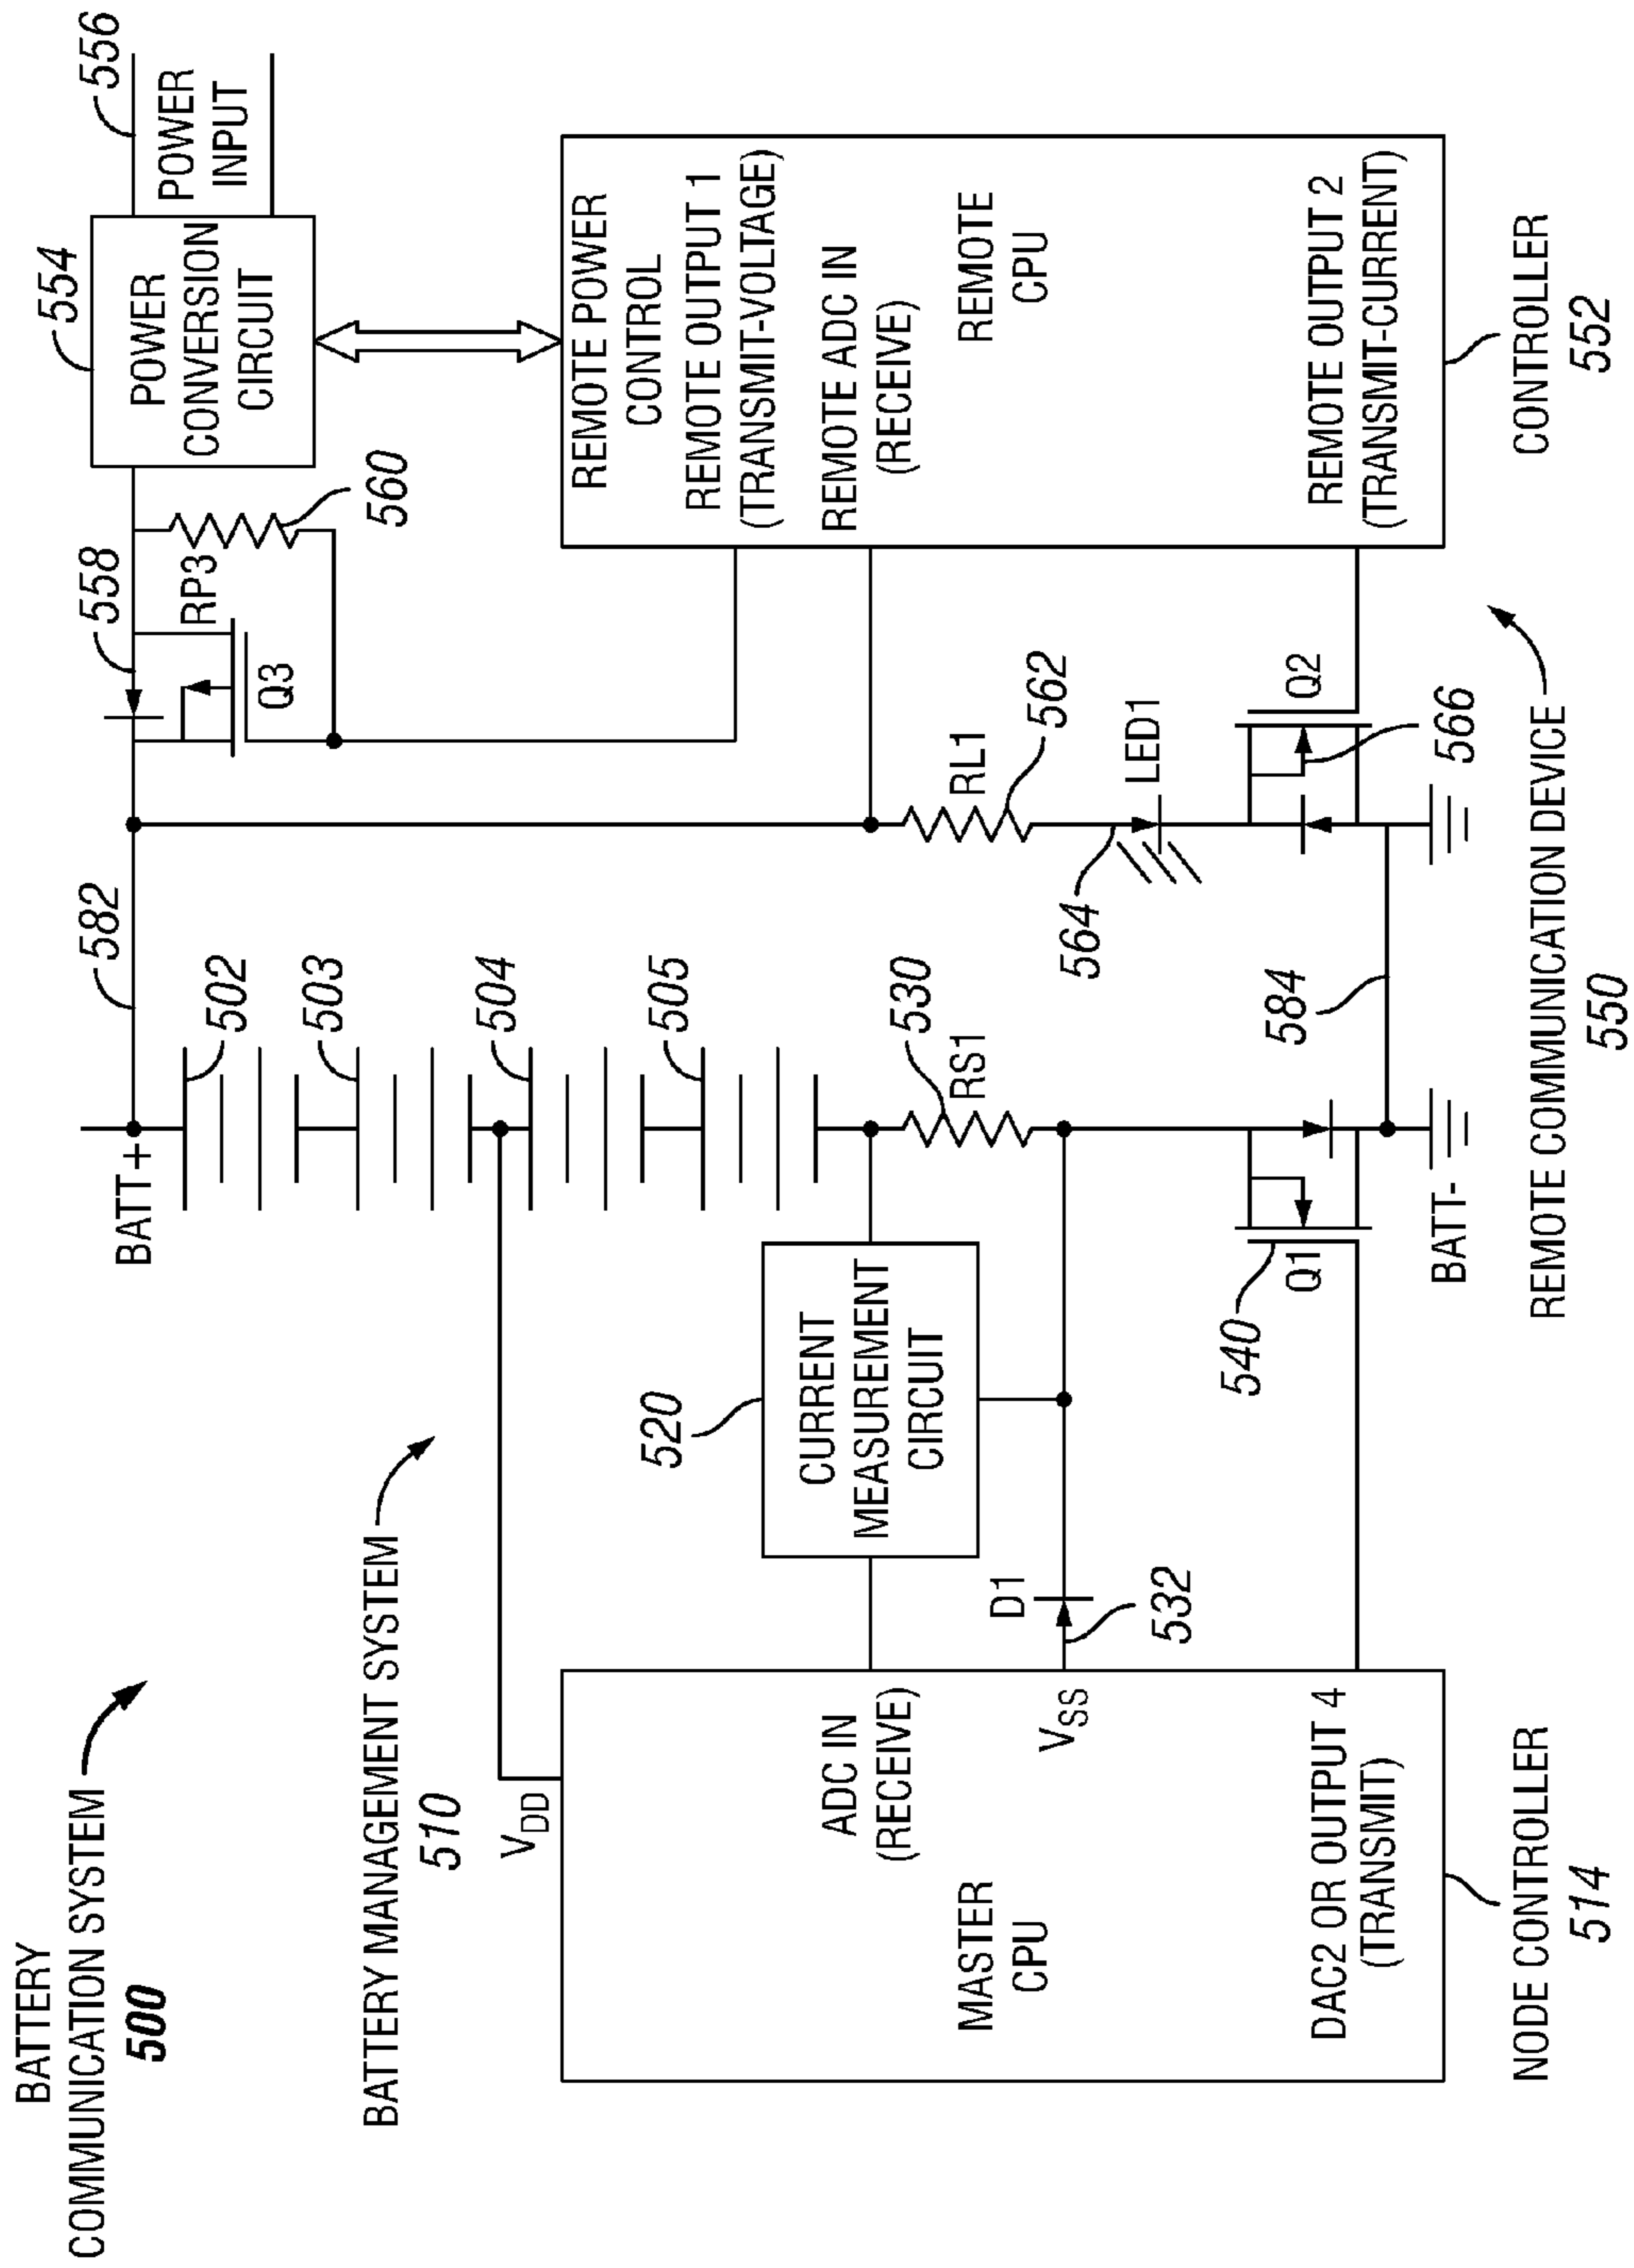 BATTERY
COMMUNICATION SYSTEM
500
BATTERY MANAGEMENT SYSTEM
510
VDD
MASTER
CPU
ADC IN
(RECEIVE)
VSS
DAC2 OR OUTPUT 4
(TRANSMIT)
NODE CONTROLLER
514
D1
532
520
CURRENT
MEASUREMENT
CIRCUIT
540
Q1
BATT+
BATT-
582
502
503
504
505
530
RS1
584
564
LED1
RL1
562
Q2
566
558
Q3
RP3
560
554
POWER
CONVERSION
CIRCUIT
556
POWER
INPUT
REMOTE POWER
CONTROL
REMOTE OUTPUT 1
(TRANSMIT-VOLTAGE)
REMOTE ADC IN
(RECEIVE)
REMOTE
CPU
REMOTE OUTPUT 2
(TRANSMIT-CURRENT)
CONTROLLER
552
REMOTE COMMUNICATION DEVICE
550